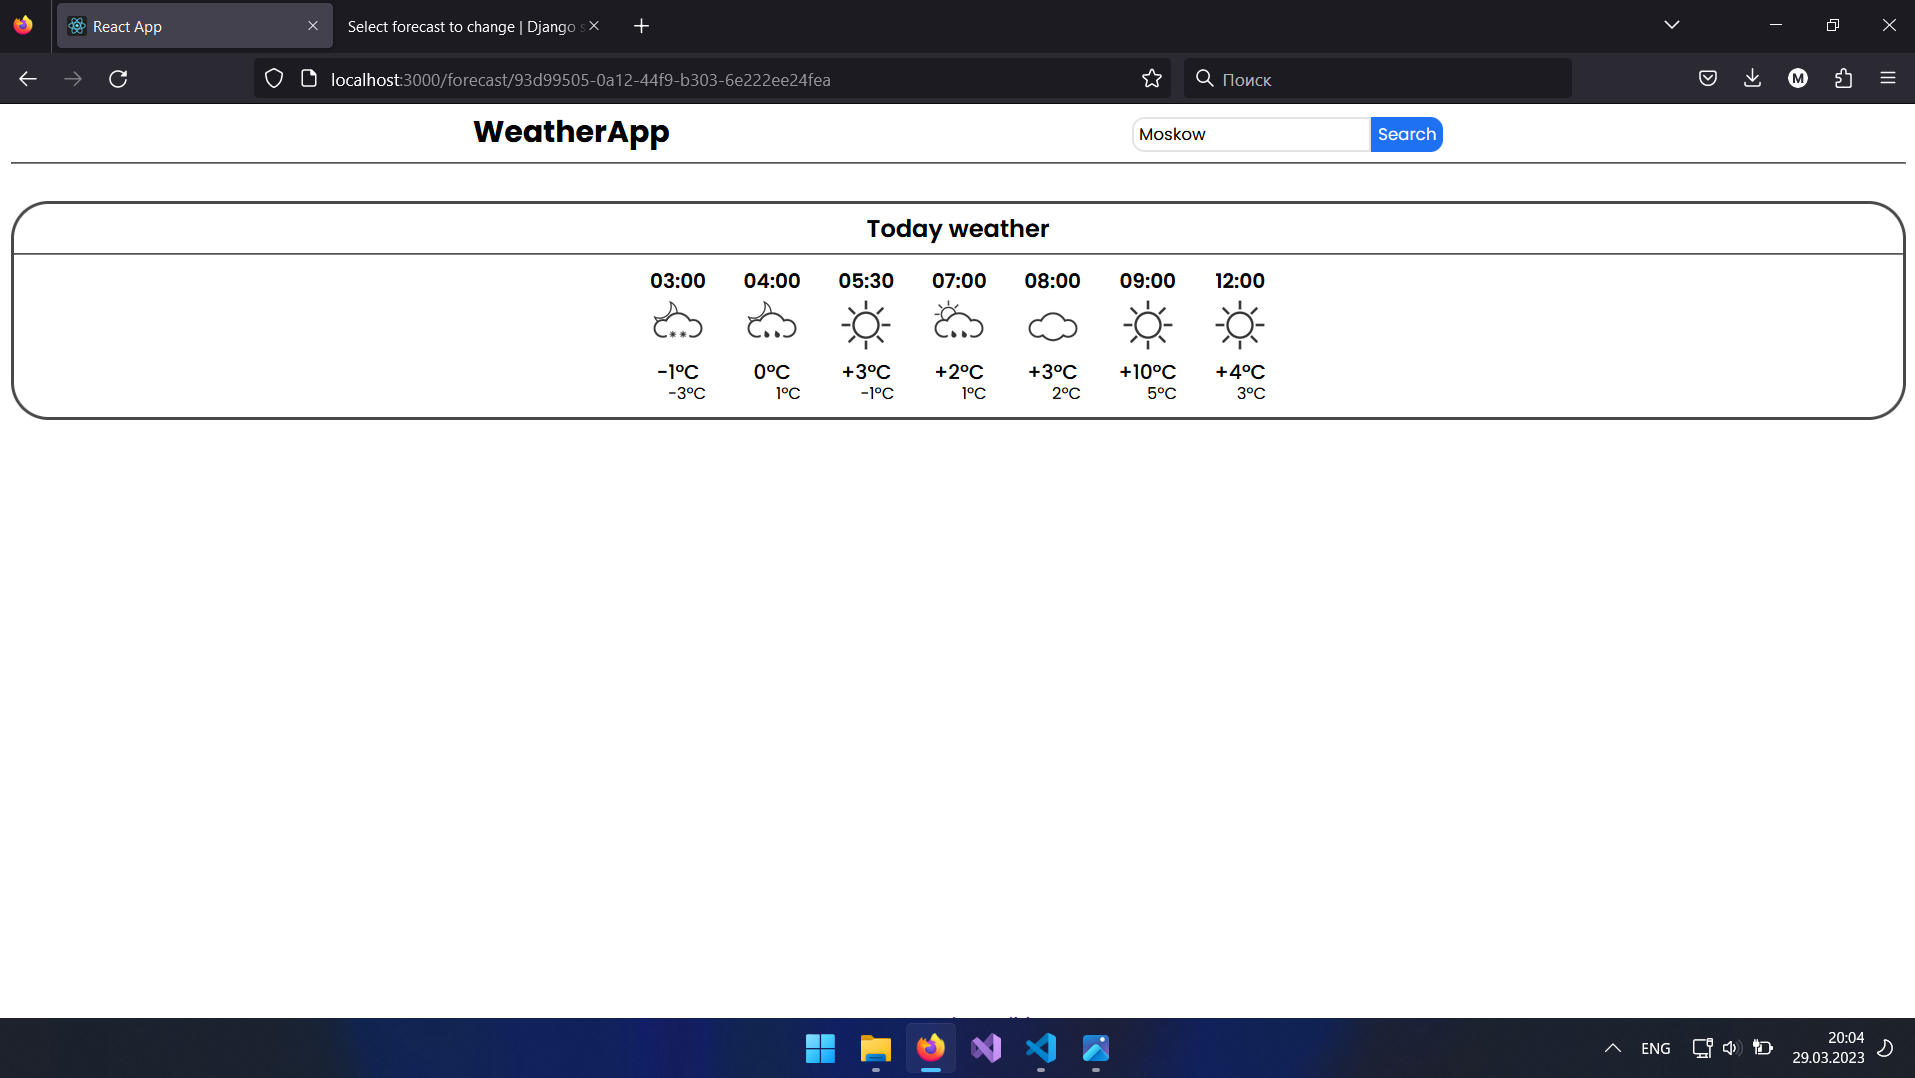 React App
Select forecast to change | Django s
localhost:3000/forecast/93d99505-0a12-44f9-b303-6e222ee24fea
Поиск
M
WeatherApp
Moskow
Search
Today weather
03:00 04:00 05:30 07:00 08:00 09:00 12:00
-1°C 0°C +3°C +2°C +3°C +10°C +4°C
-3°C 1°C -1°C 1°C 2°C 5°C 3°C
ENG
20:04
29.03.2023